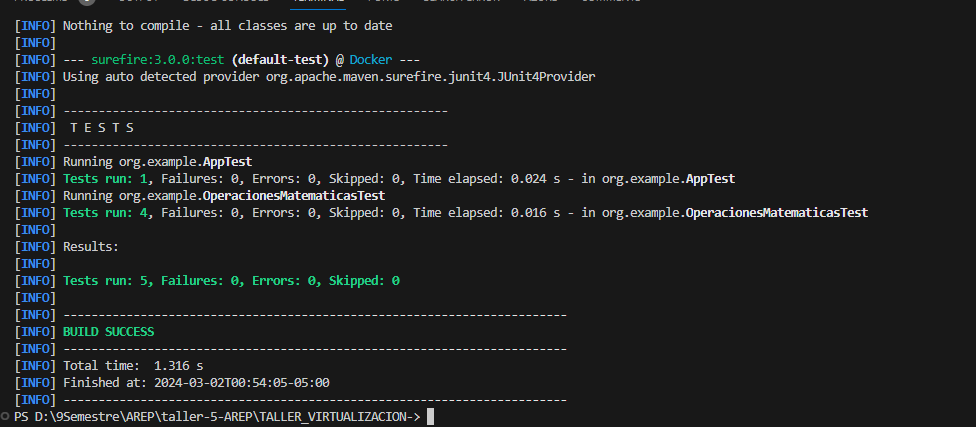 [INFO] Nothing to compile - all classes are up to date
[INFO]
[INFO] --- surefire:3.0.0:test (default-test) @ Docker ---
[INFO] Using auto detected provider org.apache.maven.surefire.junit4.JUnit4Provider
[INFO]
[INFO] -------------------------------------------------------
[INFO]  T E S T S
[INFO] -------------------------------------------------------
[INFO] Running org.example.AppTest
[INFO] Tests run: 1, Failures: 0, Errors: 0, Skipped: 0, Time elapsed: 0.024 s - in org.example.AppTest
[INFO] Running org.example.OperacionesMatematicasTest
[INFO] Tests run: 4, Failures: 0, Errors: 0, Skipped: 0, Time elapsed: 0.016 s - in org.example.OperacionesMatematicasTest
[INFO]
[INFO] Results:
[INFO]
[INFO] Tests run: 5, Failures: 0, Errors: 0, Skipped: 0
[INFO]
[INFO] ------------------------------------------------------------------------
[INFO] BUILD SUCCESS
[INFO] ------------------------------------------------------------------------
[INFO] Total time:  1.316 s
[INFO] Finished at: 2024-03-02T00:54:05-05:00
[INFO] ------------------------------------------------------------------------
PS D:\9Semestre\AREP\taller-5-AREP\TALLER_VIRTUALIZACION->